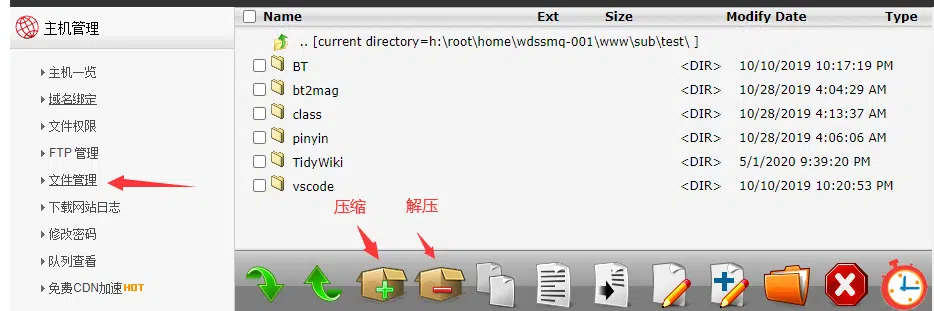 主机管理
主机一览
域名绑定
文件权限
FTP 管理
文件管理
下载网站日志
修改密码
队列查看
免费CDN加速HOT
Name Ext Size Modify Date Type
.. [current directory=h:\root\home\wdssmq-001\www\sub\test\ ]
BT <DIR> 10/10/2019 10:17:19 PM
bt2mag <DIR> 10/28/2019 4:04:29 AM
class <DIR> 10/28/2019 4:13:37 AM
pinyin <DIR> 10/28/2019 4:06:06 AM
TidyWiki <DIR> 5/1/2020 9:39:20 PM
vscode <DIR> 10/10/2019 10:20:53 PM
压缩 解压